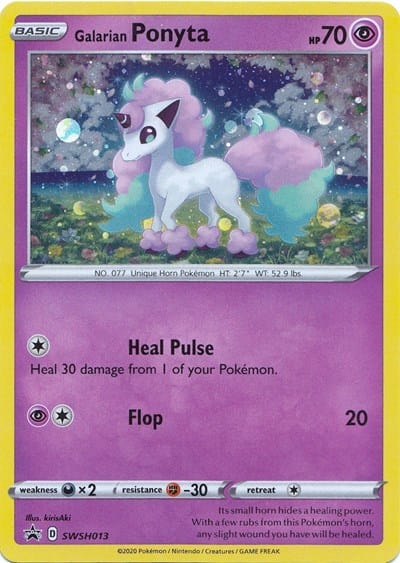 BASIC Galarian Ponyta HP70
NO. 077 Unique Horn Pokémon HT: 2'7" WT: 52.9 lbs.
Heal Pulse
Heal 30 damage from 1 of your Pokémon.
Flop 20
weakness ×2 resistance -30 retreat
Its small horn hides a healing power.
With a few rubs from this Pokémon's horn,
any slight wound you have will be healed.
Illus. kirisAki
D SWSH013
©2020 Pokémon / Nintendo / Creatures / GAME FREAK